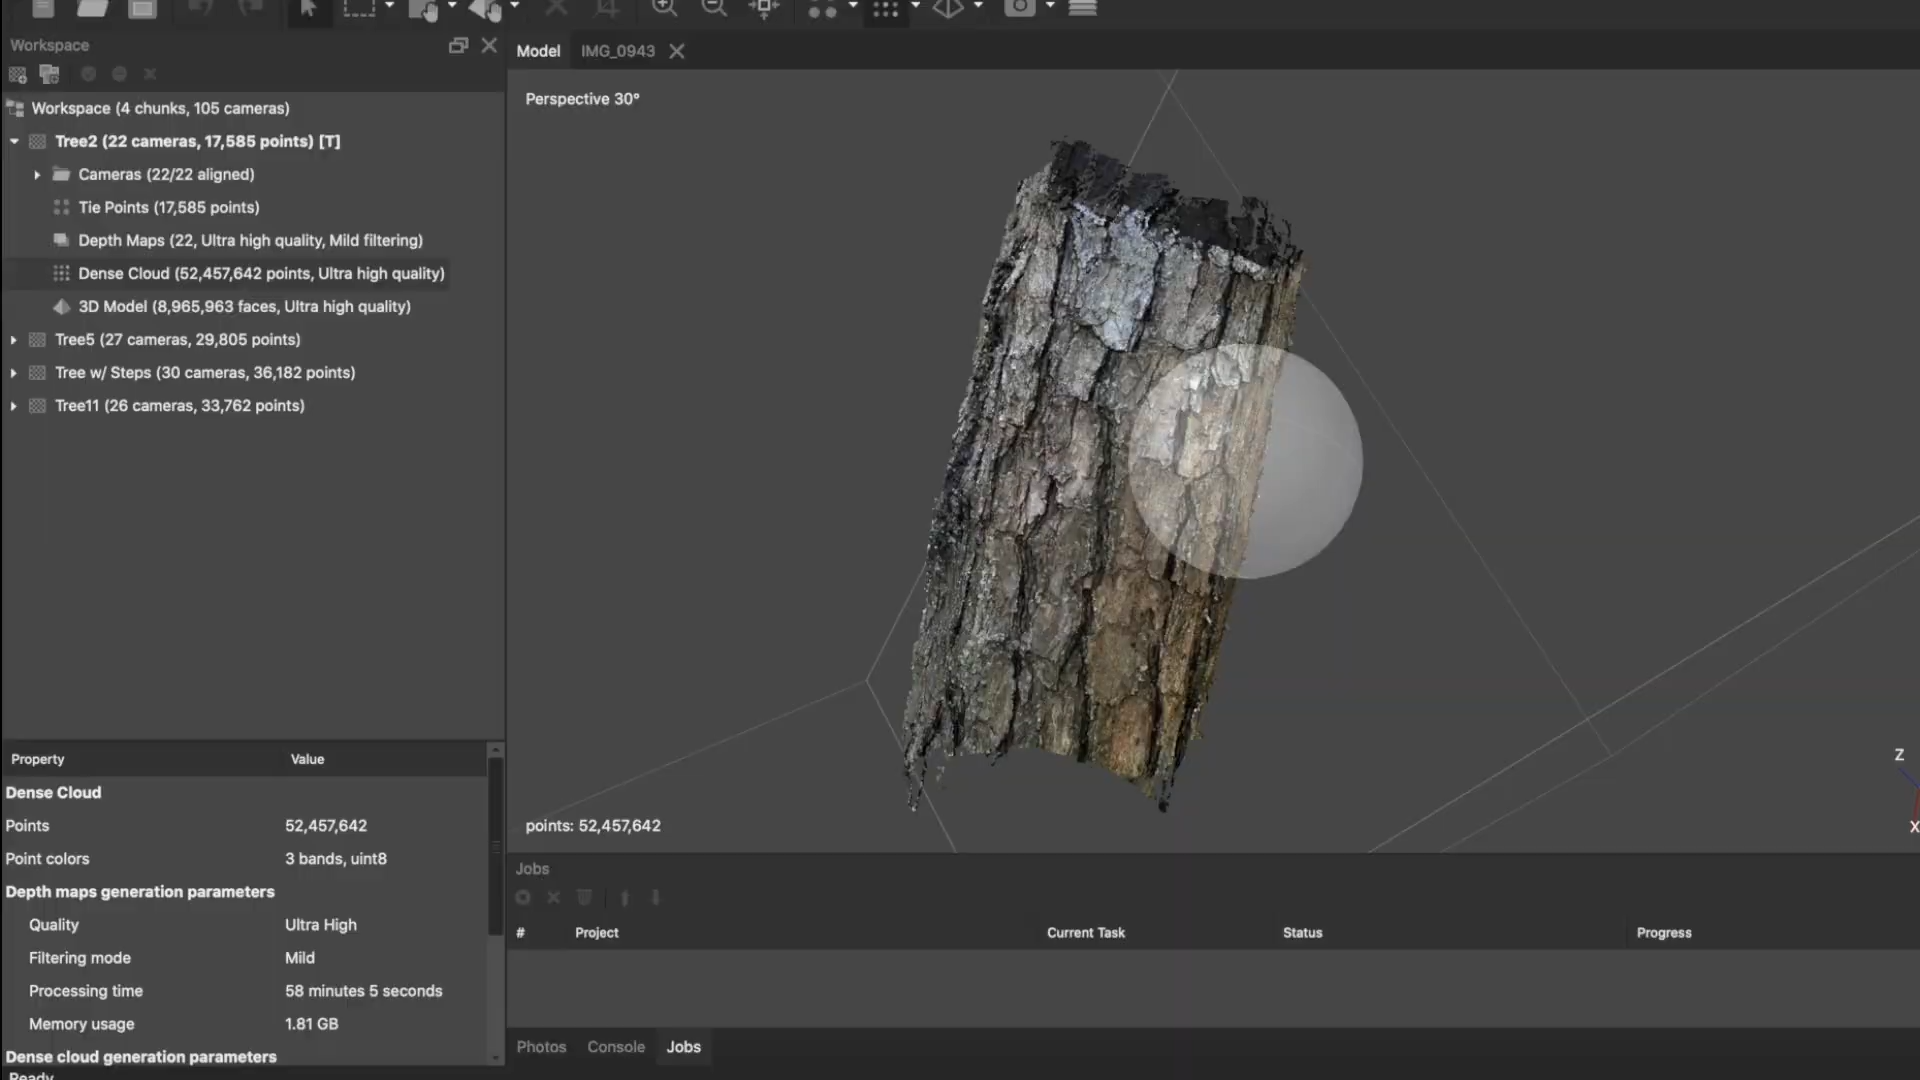 Workspace
Workspace (4 chunks, 105 cameras)
Tree2 (22 cameras, 17,585 points) [T]
Cameras (22/22 aligned)
Tie Points (17,585 points)
Depth Maps (22, Ultra high quality, Mild filtering)
Dense Cloud (52,457,642 points, Ultra high quality)
3D Model (8,965,963 faces, Ultra high quality)
Tree5 (27 cameras, 29,805 points)
Tree w/ Steps (30 cameras, 36,182 points)
Tree11 (26 cameras, 33,762 points)
Property Value
Dense Cloud
Points 52,457,642
Point colors 3 bands, uint8
Depth maps generation parameters
Quality Ultra High
Filtering mode Mild
Processing time 58 minutes 5 seconds
Memory usage 1.81 GB
Dense cloud generation parameters
Ready
Model IMG_0943
Perspective 30°
Z
X
points: 52,457,642
Jobs
# Project Current Task Status Progress
Photos Console Jobs